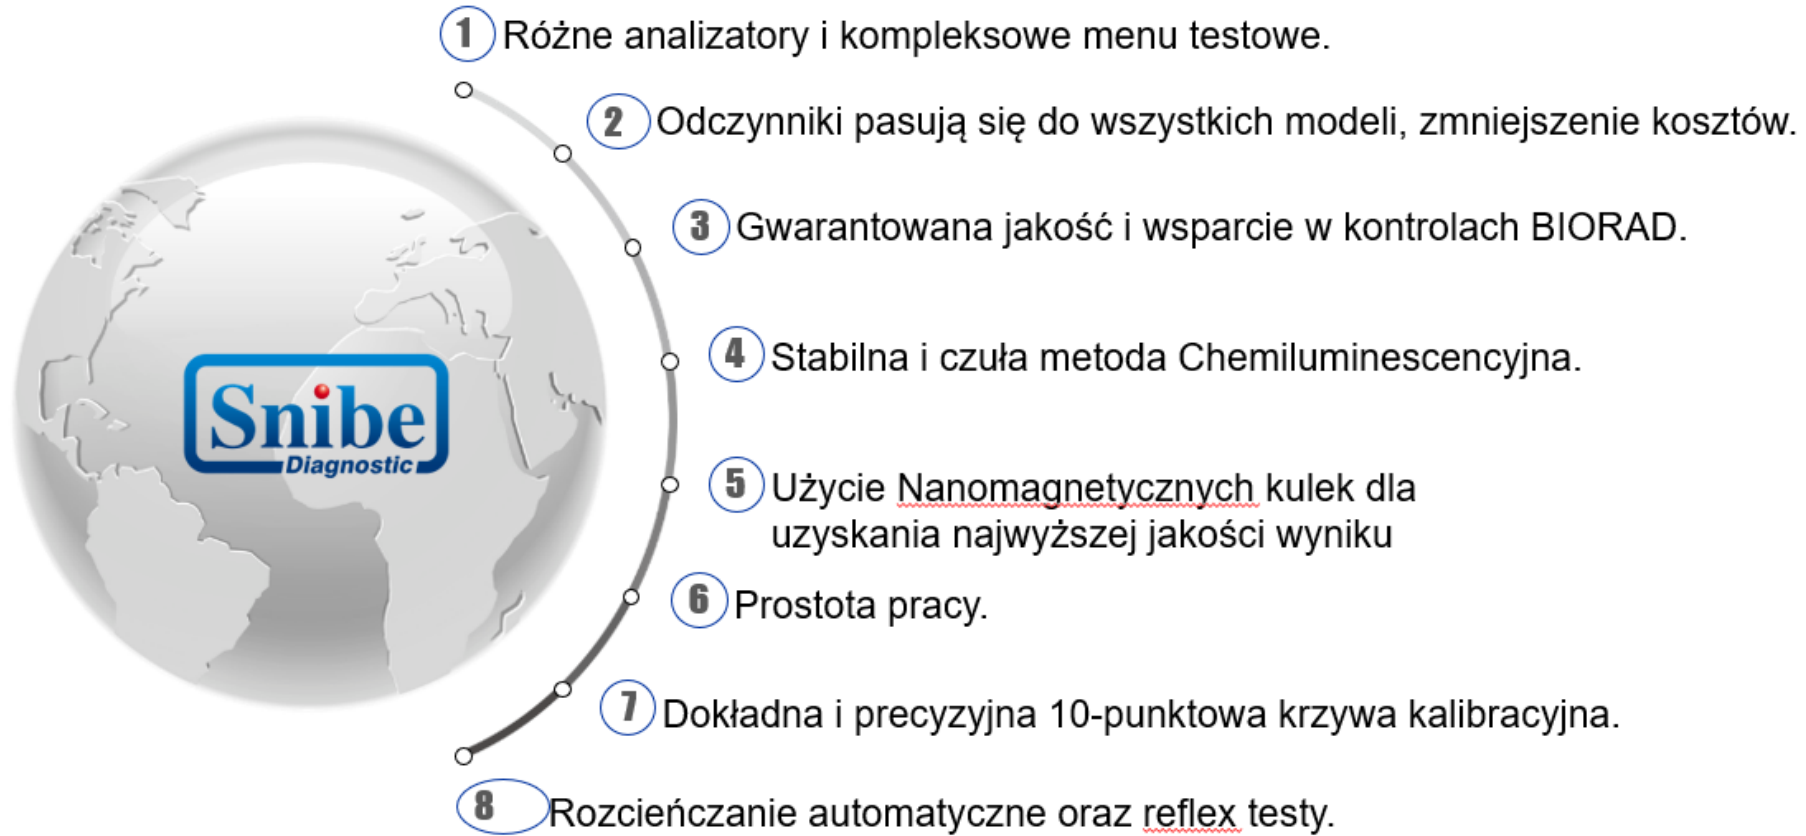 1 Różne analizatory i kompleksowe menu testowe.
2 Odczynniki pasują się do wszystkich modeli, zmniejszenie kosztów.
3 Gwarantowana jakość i wsparcie w kontrolach BIORAD.
4 Stabilna i czuła metoda Chemiluminescencyjna.
Snibe
Diagnostic
5 Użycie Nanomagnetycznych kulek dla
uzyskania najwyższej jakości wyniku
6 Prostota pracy.
7 Dokładna i precyzyjna 10-punktowa krzywa kalibracyjna.
8 Rozcieńczanie automatyczne oraz reflex testy.